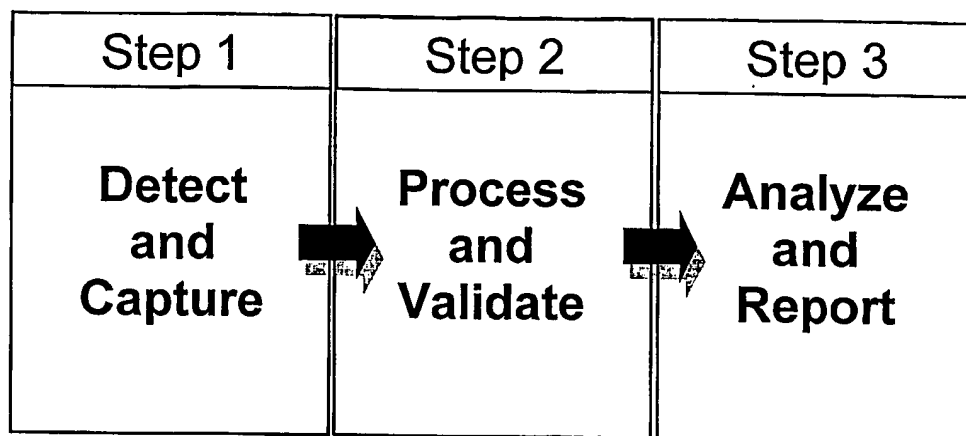 Step 1
Detect
and
Capture
Step 2
Process
and
Validate
Step 3
Analyze
and
Report